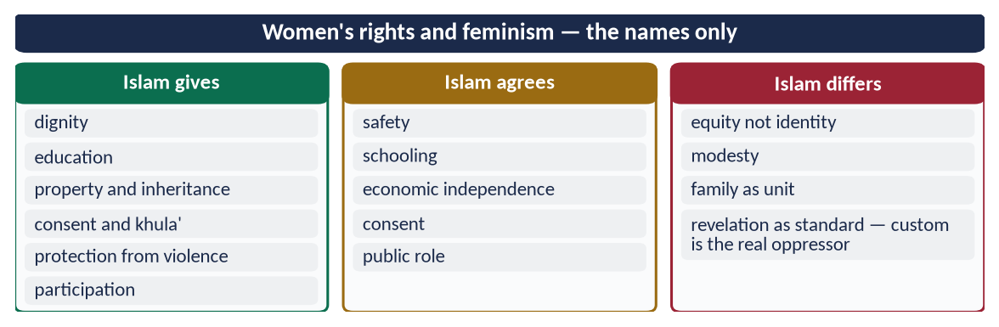 Women's rights and feminism — the names only
Islam gives
dignity
education
property and inheritance
consent and khula'
protection from violence
participation
Islam agrees
safety
schooling
economic independence
consent
public role
Islam differs
equity not identity
modesty
family as unit
revelation as standard — custom
is the real oppressor